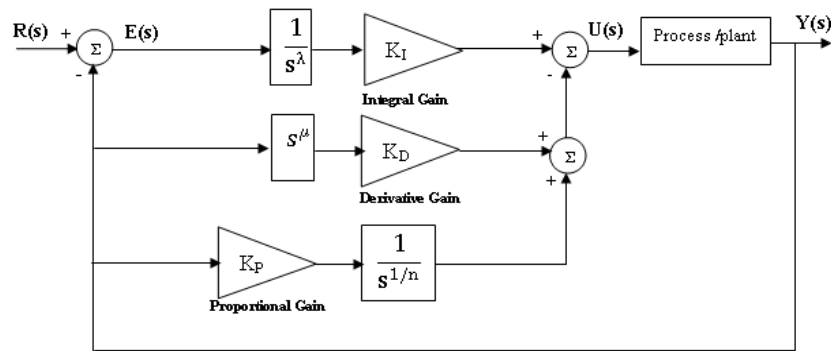 R(s)
+
Σ
-
E(s)
1
s^λ
K_I
Integral Gain
+
Σ
-
U(s)
Process /plant
Y(s)
s^μ
K_D
Derivative Gain
+
Σ
+
K_P
Proportional Gain
1
s^{1/n}